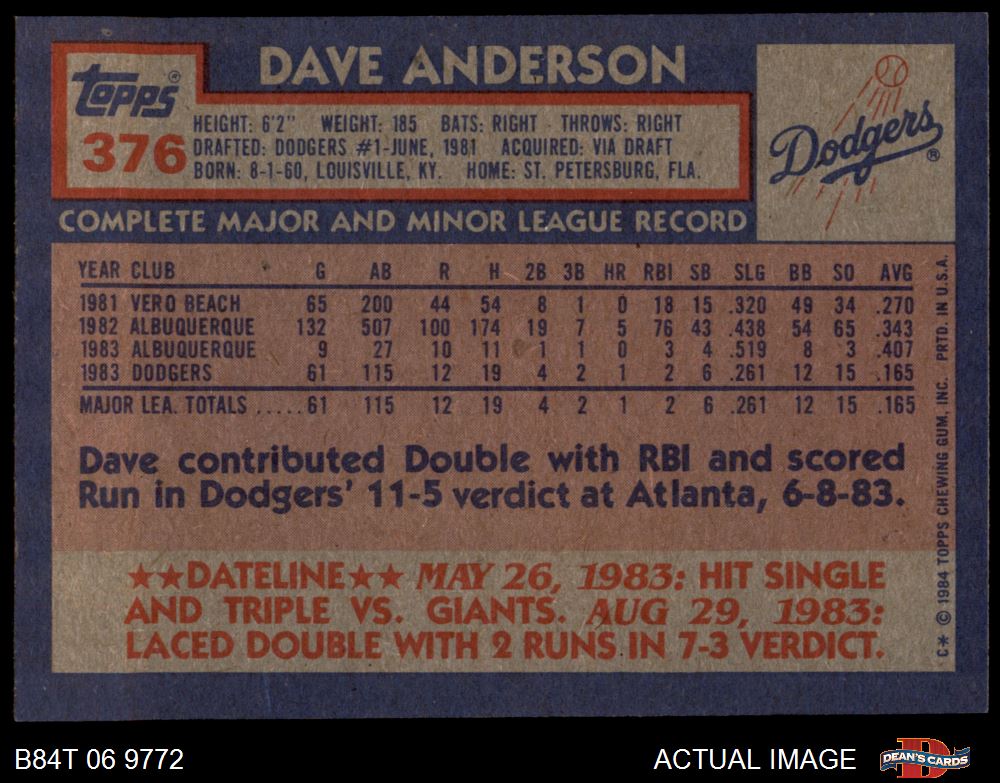 DAVE ANDERSON
Topps®
376
HEIGHT: 6'2" WEIGHT: 185 BATS: RIGHT THROWS: RIGHT
DRAFTED: DODGERS #1-JUNE, 1981 ACQUIRED: VIA DRAFT
BORN: 8-1-60, LOUISVILLE, KY. HOME: ST. PETERSBURG, FLA.
Dodgers®
COMPLETE MAJOR AND MINOR LEAGUE RECORD
YEAR CLUB G AB R H 2B 3B HR RBI SB SLG BB SO AVG
1981 VERO BEACH 65 200 44 54 8 1 0 18 15 .320 49 34 .270
1982 ALBUQUERQUE 132 507 100 174 19 7 5 76 43 .438 54 65 .343
1983 ALBUQUERQUE 9 27 10 11 1 1 0 3 4 .519 8 3 .407
1983 DODGERS 61 115 12 19 4 2 1 2 6 .261 12 15 .165
MAJOR LEA. TOTALS .....61 115 12 19 4 2 1 2 6 .261 12 15 .165
Dave contributed Double with RBI and scored
Run in Dodgers' 11-5 verdict at Atlanta, 6-8-83.
★★DATELINE★★ MAY 26, 1983: HIT SINGLE
AND TRIPLE VS. GIANTS. AUG 29, 1983:
LACED DOUBLE WITH 2 RUNS IN 7-3 VERDICT.
C* © 1984 TOPPS CHEWING GUM, INC. PRTD. IN U.S.A.
B84T 06 9772
ACTUAL IMAGE
DEAN'S CARDS